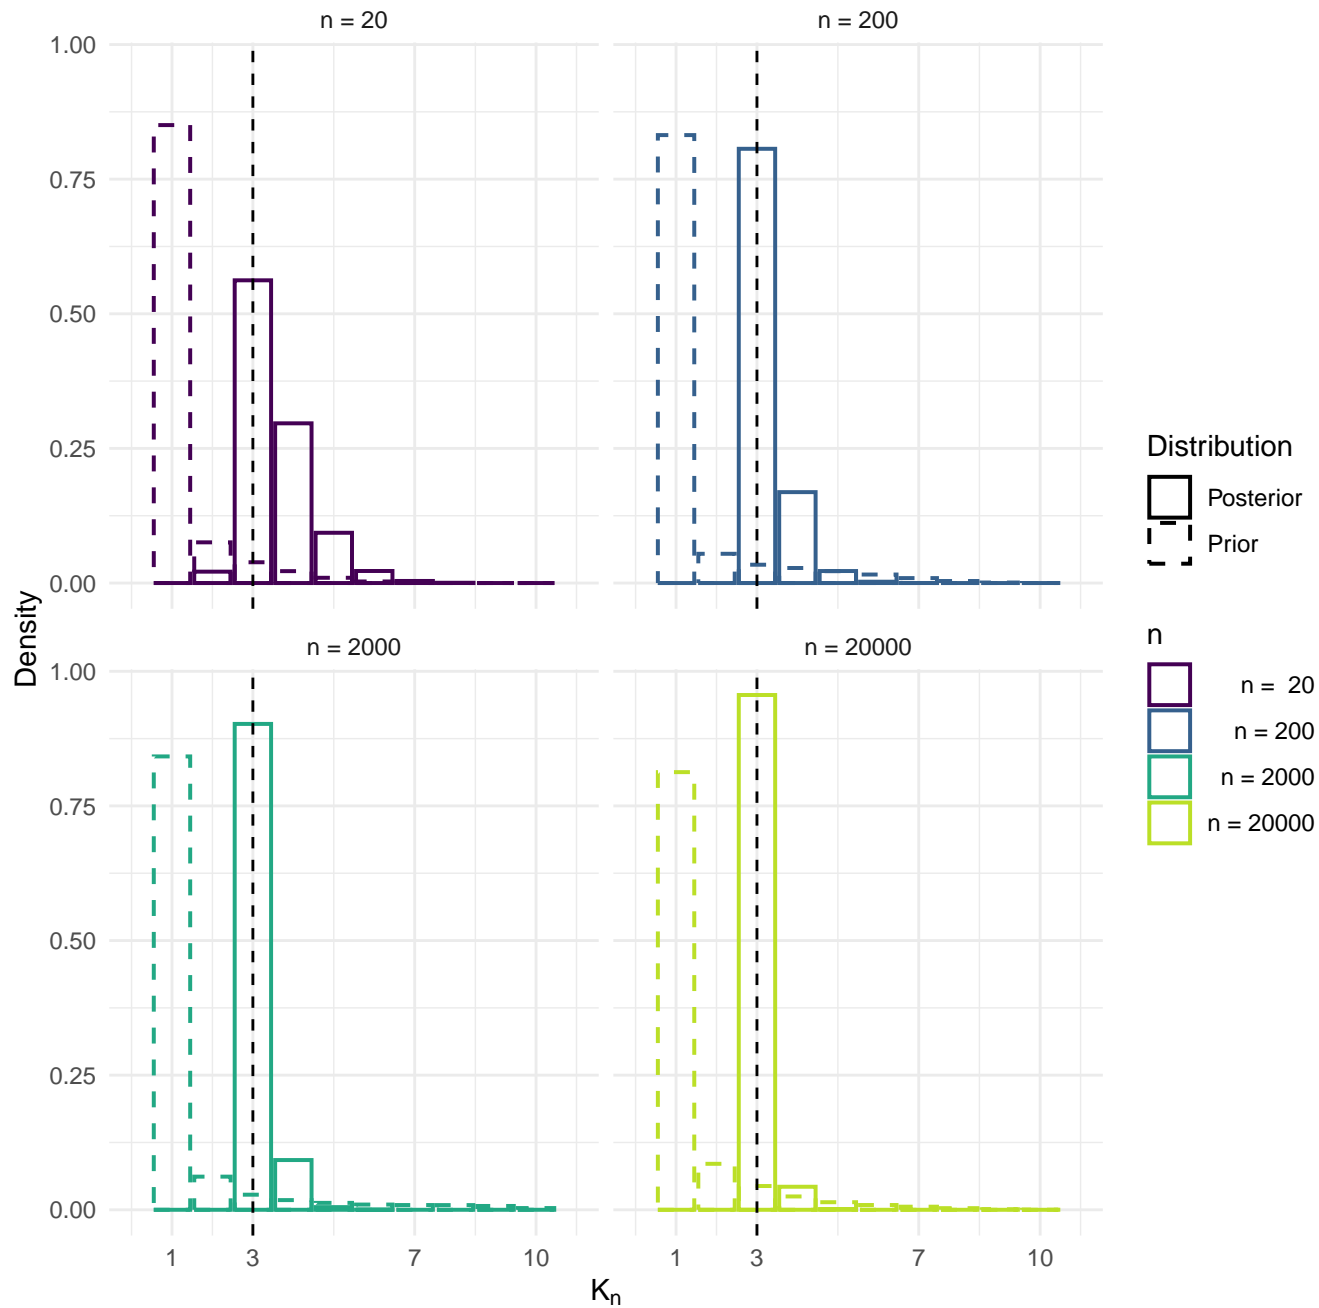 n = 20
n = 200
1.00
0.75
0.50
0.25
0.00
n = 2000
n = 20000
1.00
0.75
0.50
0.25
0.00
1 3 7 10
1 3 7 10
Density
Kn
Distribution
Posterior
Prior
n
n = 20
n = 200
n = 2000
n = 20000